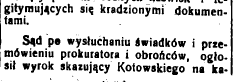 gitymujących się kradzionymi dokumen-
tami.
Sąd po wysłuchaniu świadków i prze-
mówieniu prokuratora i obrońców, ogło-
sił wyrok skazujący Kotowskiego na ka-